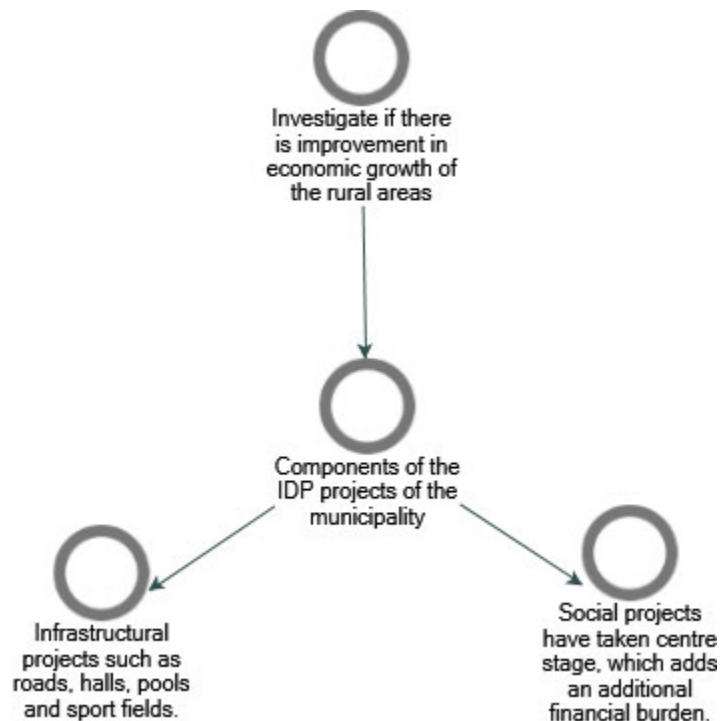 Investigate if there
is improvement in
economic growth of
the rural areas
Components of the
IDP projects of the
municipality
Infrastructural
projects such as
roads, halls, pools
and sport fields.
Social projects
have taken centre
stage, which adds
an additional
financial burden.